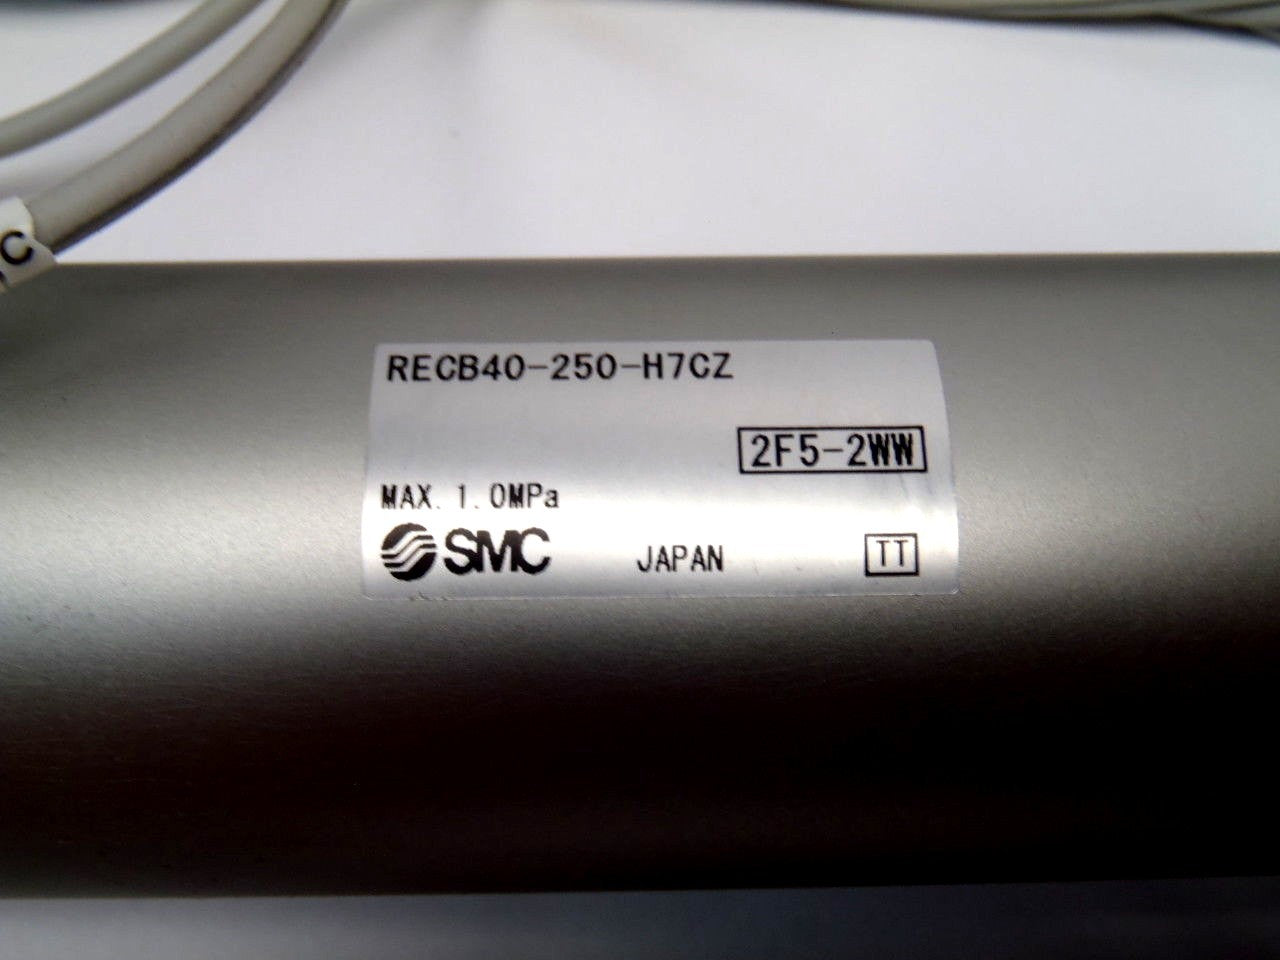 RECB40-250-H7CZ
2F5-2WW
MAX. 1.0MPa
SMC JAPAN TT
C